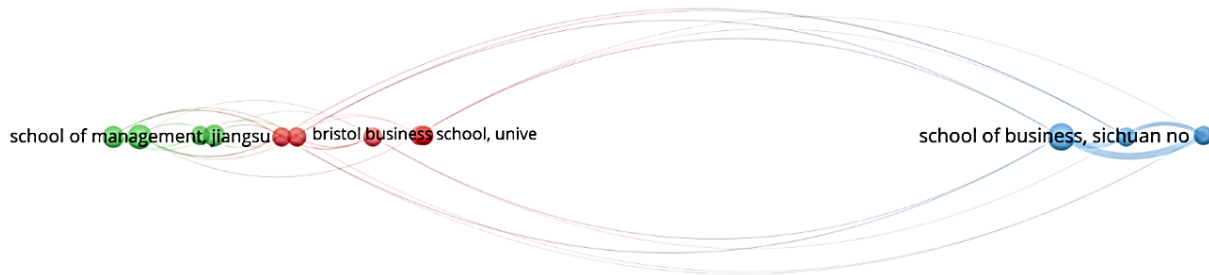 school of management, jiangsu
bristol business school, unive
school of business, sichuan no